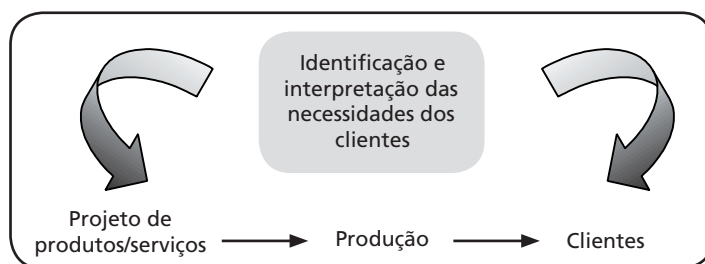 Identificação e
interpretação das
necessidades dos
clientes
Projeto de
produtos/serviços
Produção
Clientes